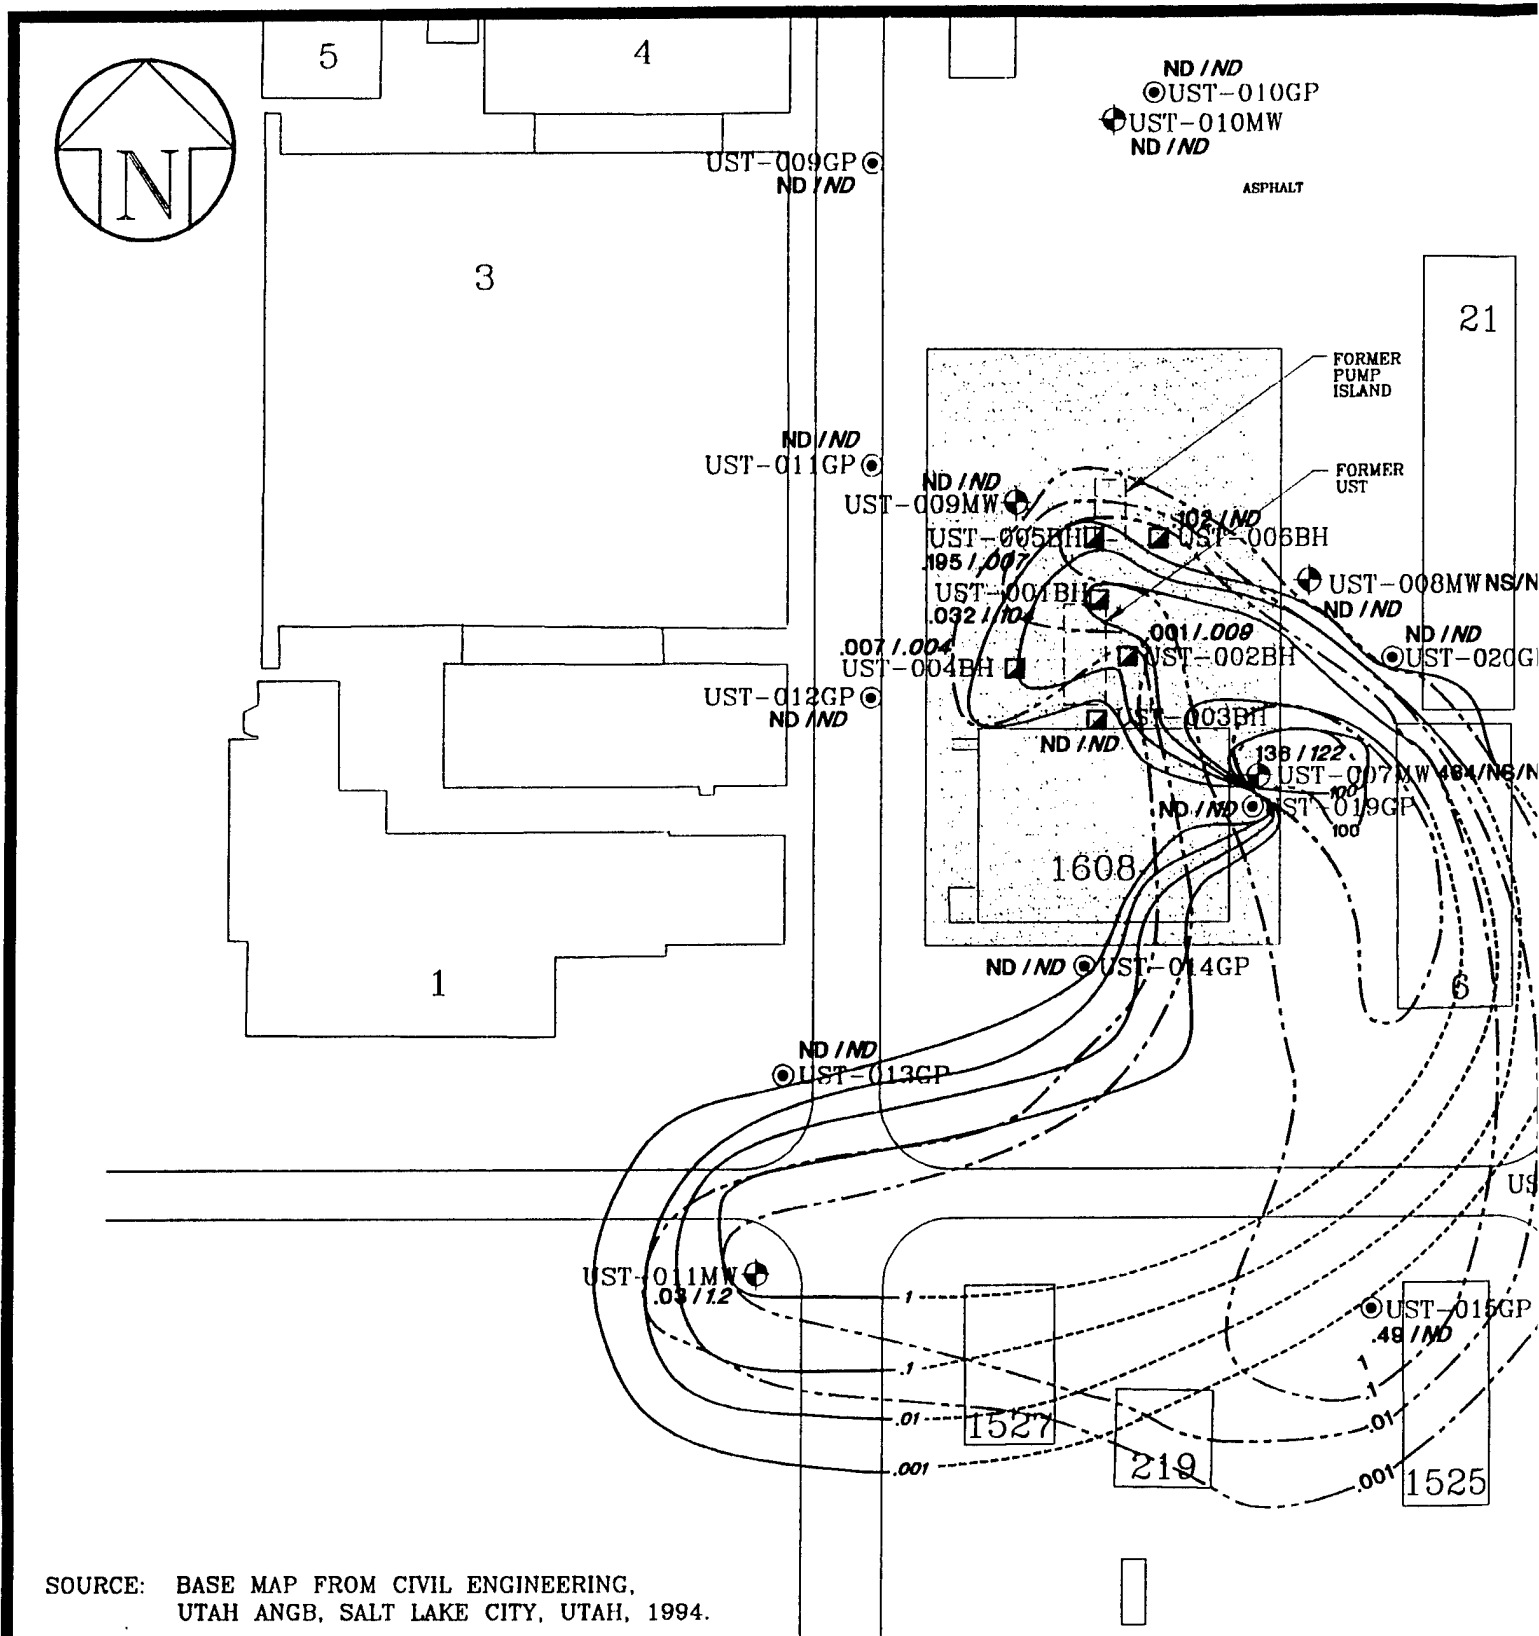 5
4
ND / ND
UST-010GP
UST-010MW
ND / ND
N
UST-009GP
ND / ND
ASPHALT
3
21
FORMER
PUMP
ISLAND
ND / ND
UST-011GP
FORMER
UST
ND / ND
UST-009MW
.102 / ND
UST-005BH
UST-006BH
.195 / .007
UST-008MW NS/N
UST-001BH
ND / ND
.032 / .104
.001 / .009
ND / ND
.007 / .004
UST-002BH
UST-020G
UST-004BH
UST-012GP
ND / ND
UST-003BH
ND / ND
136 / 122
UST-007MW 484/NS/N
100
ND / ND
UST-019GP
100
1608
ND / ND
UST-014GP
1
6
ND / ND
UST-013GP
US
UST-011MW
.03 / 1.2
1
UST-015GP
.49 / ND
.1
1
.1
.01
.01
1527
.001
219
.001
1525
SOURCE: BASE MAP FROM CIVIL ENGINEERING,
UTAH ANGB, SALT LAKE CITY, UTAH, 1994.